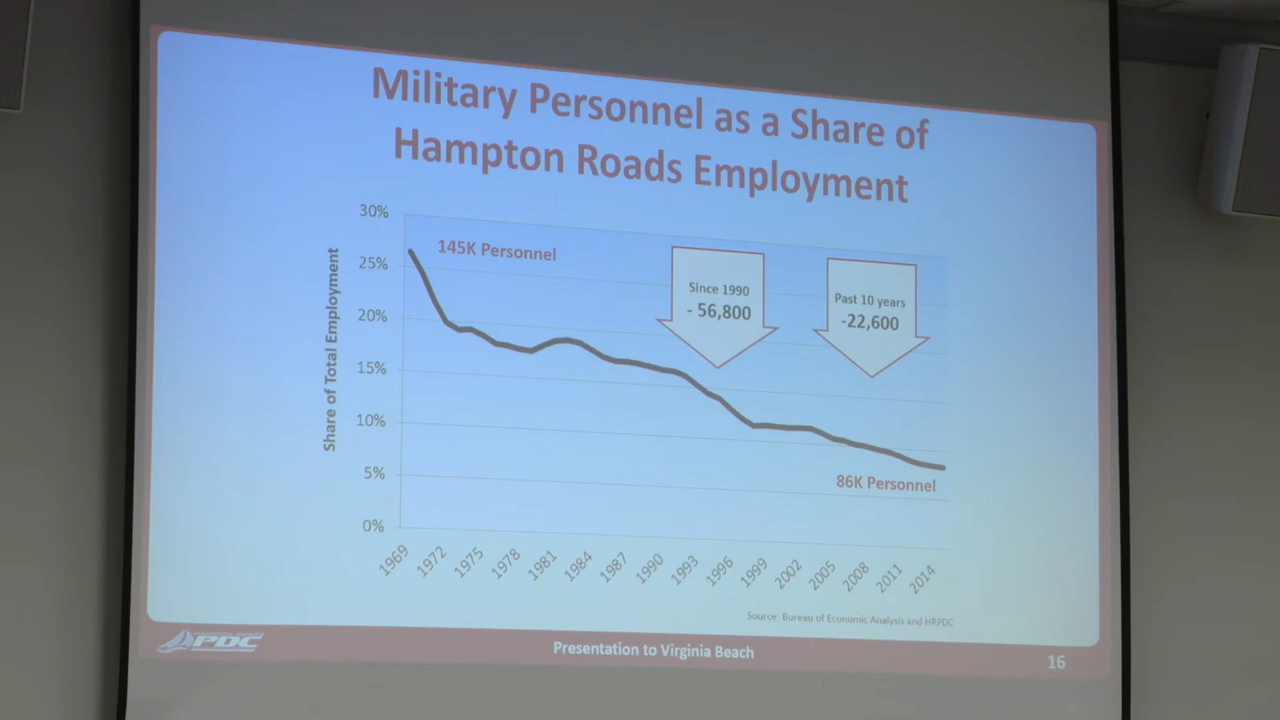 Military Personnel as a Share of
Hampton Roads Employment
30%
25%
20%
15%
10%
5%
0%
Share of Total Employment
145K Personnel
Since 1990
- 56,800
Past 10 years
-22,600
86K Personnel
1969
1972
1975
1978
1981
1984
1987
1990
1993
1996
1999
2002
2005
2008
2011
2014
Source: Bureau of Economic Analysis and HRPDC
HAMPTON ROADS
PDC
Presentation to Virginia Beach
16